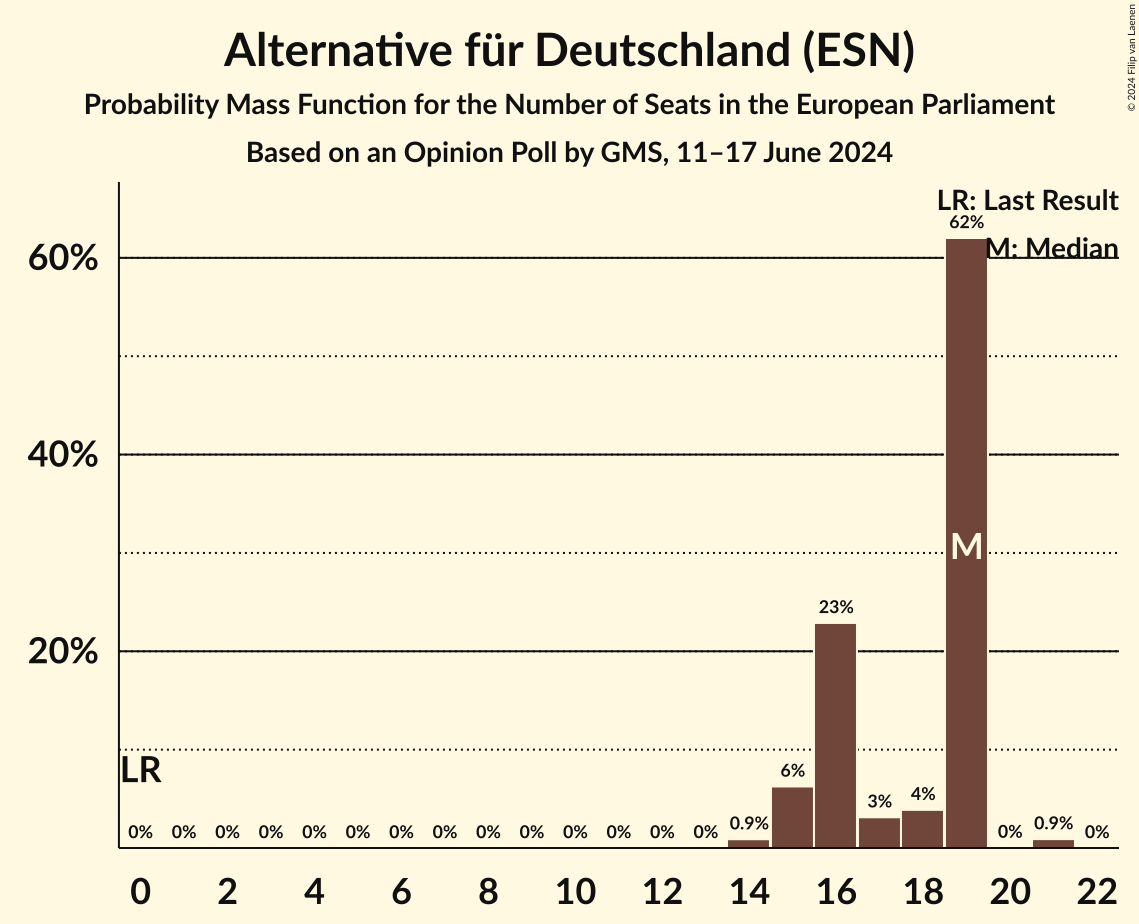 Alternative für Deutschland (ESN)
Probability Mass Function for the Number of Seats in the European Parliament
Based on an Opinion Poll by GMS, 11–17 June 2024
© 2024 Filip van Laenen
LR: Last Result
M: Median
60%
40%
20%
62%
M
23%
LR
6%
3%
4%
0% 0% 0% 0% 0% 0% 0% 0% 0% 0% 0% 0% 0% 0% 0.9% 0% 0.9% 0%
0 2 4 6 8 10 12 14 16 18 20 22